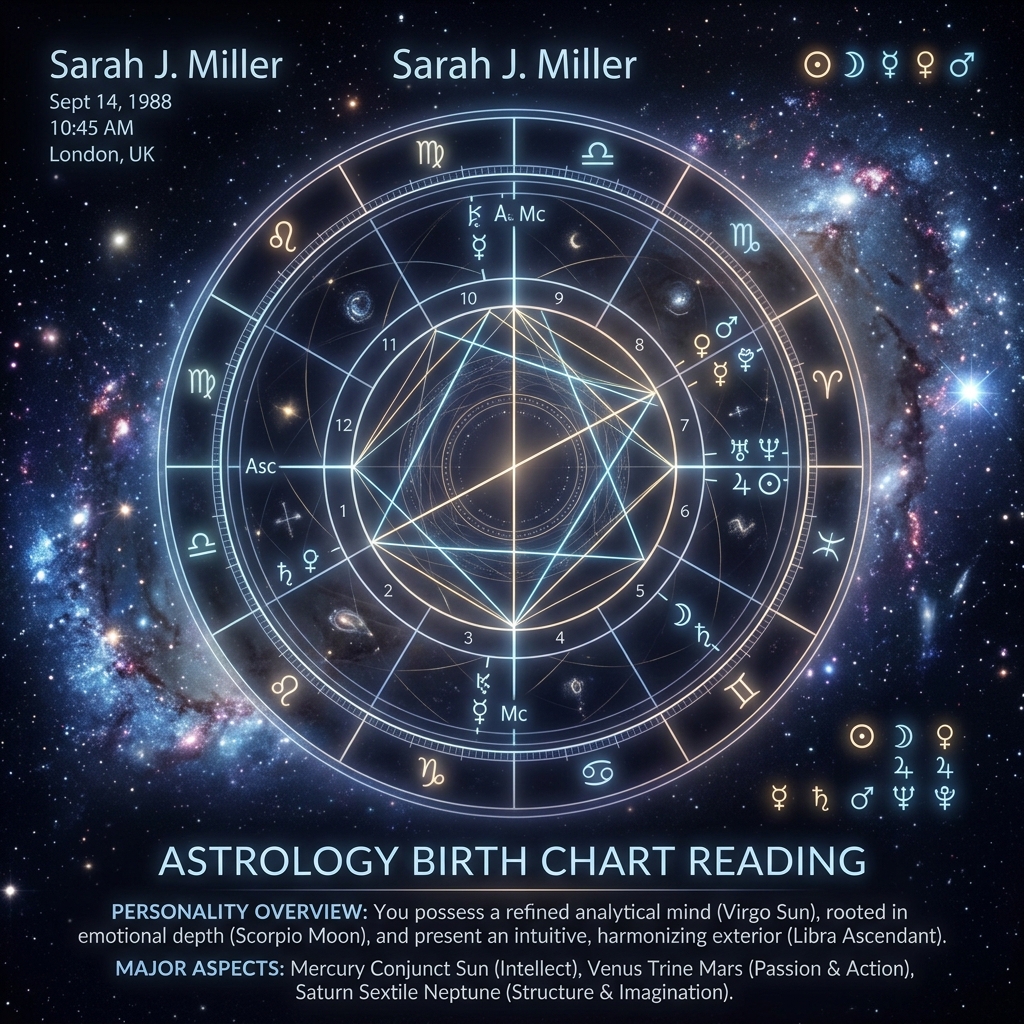 Sarah J. Miller
Sept 14, 1988
10:45 AM
London, UK
Sarah J. Miller
☉ ☽ ☿ ♀ ♂
♍ ♎
♌ ♏
♍ ♈
♎ ♓
♌ ♊
♑ ♋
Mc
☿
10 9
11 8
12 7
1 6
2 5
3 4
♀ ♂
☿
Asc
♅ ♆
♃ ☉
♄ ♀
☽ ♄
☿ Mc
☉ ☽ ♀
♃ ♃
☿ ♄ ♂ ♆
ASTROLOGY BIRTH CHART READING
PERSONALITY OVERVIEW: You possess a refined analytical mind (Virgo Sun), rooted in
emotional depth (Scorpio Moon), and present an intuitive, harmonizing exterior (Libra Ascendant).
MAJOR ASPECTS: Mercury Conjunct Sun (Intellect), Venus Trine Mars (Passion & Action),
Saturn Sextile Neptune (Structure & Imagination).